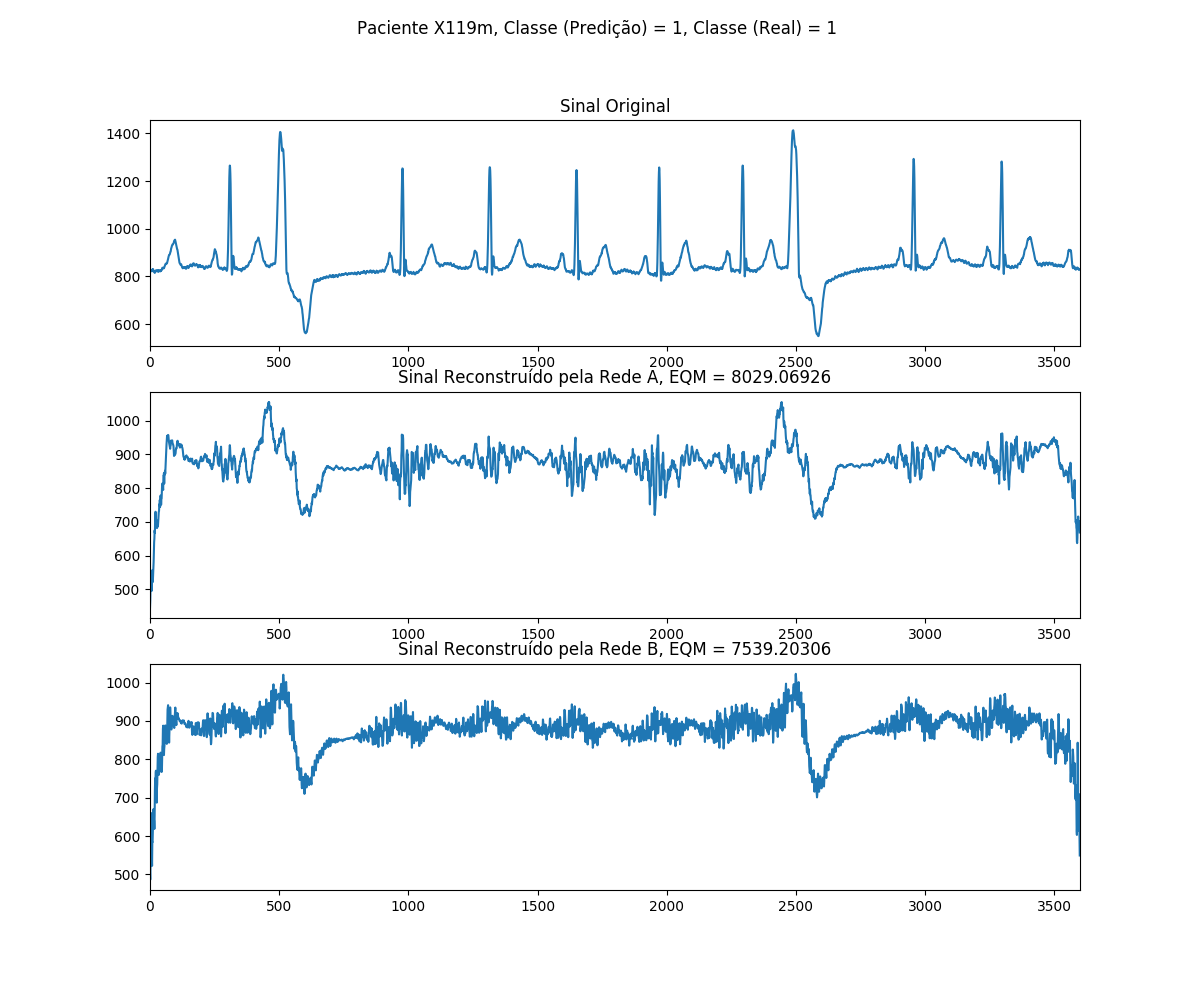 Paciente X119m, Classe (Predição) = 1, Classe (Real) = 1
Sinal Original
1400
1200
1000
800
600
0 500 1000 1500 2000 2500 3000 3500
Sinal Reconstruído pela Rede A, EQM = 8029.06926
1000
900
800
700
600
500
0 500 1000 1500 2000 2500 3000 3500
Sinal Reconstruído pela Rede B, EQM = 7539.20306
1000
900
800
700
600
500
0 500 1000 1500 2000 2500 3000 3500